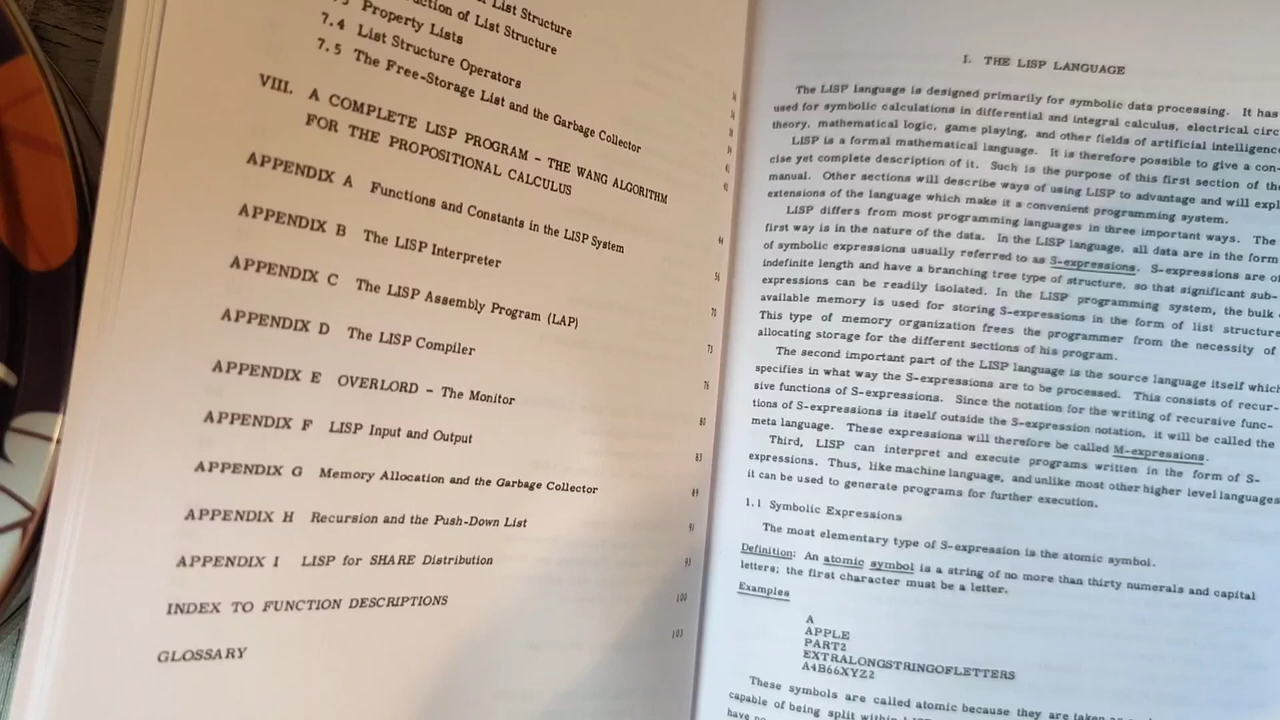 List Structure
ction of List Structure
Property Lists
7.4 List Structure Operators
7.5 The Free-Storage List and the Garbage Collector
VIII. A COMPLETE LISP PROGRAM - THE WANG ALGORITHM
FOR THE PROPOSITIONAL CALCULUS
APPENDIX A Functions and Constants in the LISP System
APPENDIX B The LISP Interpreter
APPENDIX C The LISP Assembly Program (LAP)
APPENDIX D The LISP Compiler
APPENDIX E OVERLORD - The Monitor
APPENDIX F LISP Input and Output
APPENDIX G Memory Allocation and the Garbage Collector
APPENDIX H Recursion and the Push-Down List
APPENDIX I LISP for SHARE Distribution
INDEX TO FUNCTION DESCRIPTIONS
GLOSSARY
70
73
76
80
83
89
91
93
100
103
I. THE LISP LANGUAGE
The LISP language is designed primarily for symbolic data processing. It has
used for symbolic calculations in differential and integral calculus, electrical circ
theory, mathematical logic, game playing, and other fields of artificial intelligence
LISP is a formal mathematical language. It is therefore possible to give a con-
cise yet complete description of it. Such is the purpose of this first section of the
manual. Other sections will describe ways of using LISP to advantage and will expl
extensions of the language which make it a convenient programming system.
LISP differs from most programming languages in three important ways. The
first way is in the nature of the data. In the LISP language, all data are in the form
of symbolic expressions usually referred to as S-expressions. S-expressions are of
indefinite length and have a branching tree type of structure, so that significant sub-
expressions can be readily isolated. In the LISP programming system, the bulk
available memory is used for storing S-expressions in the form of list structure
This type of memory organization frees the programmer from the necessity of
allocating storage for the different sections of his program.
The second important part of the LISP language is the source language itself which
specifies in what way the S-expressions are to be processed. This consists of recur-
sive functions of S-expressions. Since the notation for the writing of recursive func-
tions of S-expressions is itself outside the S-expression notation, it will be called the
meta language. These expressions will therefore be called M-expressions.
Third, LISP can interpret and execute programs written in the form of S-
expressions. Thus, like machine language, and unlike most other higher level languages
it can be used to generate programs for further execution.
1.1 Symbolic Expressions
The most elementary type of S-expression is the atomic symbol.
Definition: An atomic symbol is a string of no more than thirty numerals and capital
letters; the first character must be a letter.
Examples
A
APPLE
PART2
EXTRALONGSTRINGOFLETTERS
A4B66XYZ2
These symbols are called atomic because they are taken as
capable of being split within
have no